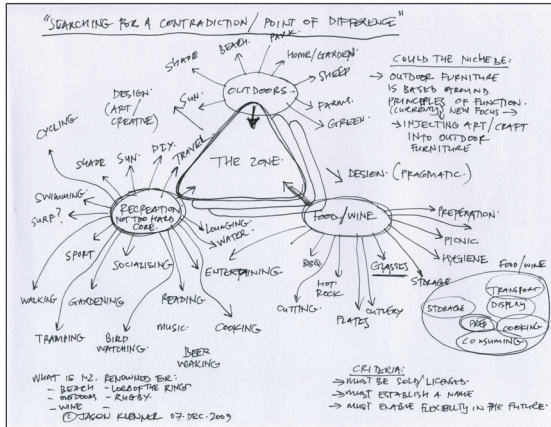 "SEARCHING FOR A CONTRADICTION/ POINT OF DIFFERENCE"
PARK.
BEACH.
SHADE
HOME/GARDEN.
SHEEP
OUTDOORS
SUN.
FARMS.
GREEN.
DESIGN.
(ART/
CREATIVE)
COULD THE NICHE BE:
→ OUTDOOR FURNITURE
IS BASED AROUND
PRINCIPLES OF FUNCTION.
(CURRENTLY) NEW FOCUS →
→ INJECTING ART/CRAFT
INTO OUTDOOR
FURNITURE
THE ZONE.
DESIGN. (PRAGMATIC.)
CYCLING
SHADE
SUN.
D.I.Y.
TRAVEL
SWIMMING.
SURF?
RECREATION
NOT TOO HARD
CORE.
LOUNGING
WATER.
SPORT
SOCIALISING
ENTERTAINING
WALKING
GARDENING
READING
COOKING
TRAMPING
BIRD
WATCHING.
MUSIC.
BEER
MAKING
FOOD/WINE
PREPARATION.
PICNIC
HYGIENE
STORAGE
GLASSES
BBQ
HOT
ROCK
CUTTING.
PLATES
CUTLERY
FOOD/WINE
TRANSPORT
STORAGE
DISPLAY
PREP
COOKING
CONSUMING
WHAT IS NZ. RENOWNED FOR:
- BEACH - LORD OF THE RINGS
- OUTDOORS - RUGBY.
- WINE -
© JASON KLENNER 07. DEC. 2009
CRITERIA:
→ MUST BE SOLD/LICENSED.
→ MUST ESTABLISH A NAME
→ MUST ENABLE FLEXIBILITY IN THE FUTURE.